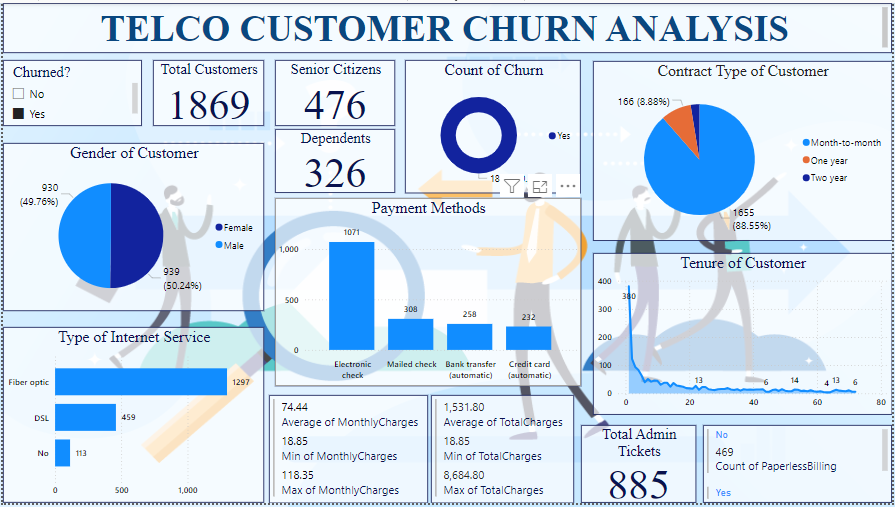 TELCO CUSTOMER CHURN ANALYSIS
Churned?
No
Yes
Total Customers
1869
Senior Citizens
476
Dependents
326
Count of Churn
Yes
18
Contract Type of Customer
166 (8.88%)
1655
(88.55%)
Month-to-month
One year
Two year
Gender of Customer
930
(49.76%)
939
(50.24%)
Female
Male
Payment Methods
1,000
500
0
1071
308
258
232
Electronic
check
Mailed check
Bank transfer
(automatic)
Credit card
(automatic)
Tenure of Customer
400
300
200
100
0
380
13
6
14
4
13
6
0
20
40
60
80
Type of Internet Service
Fiber optic
1297
DSL
459
No
113
0
500
1,000
74.44
Average of MonthlyCharges
18.85
Min of MonthlyCharges
118.35
Max of MonthlyCharges
1,531.80
Average of TotalCharges
18.85
Min of TotalCharges
8,684.80
Max of TotalCharges
Total Admin
Tickets
885
No
469
Count of PaperlessBilling
Yes